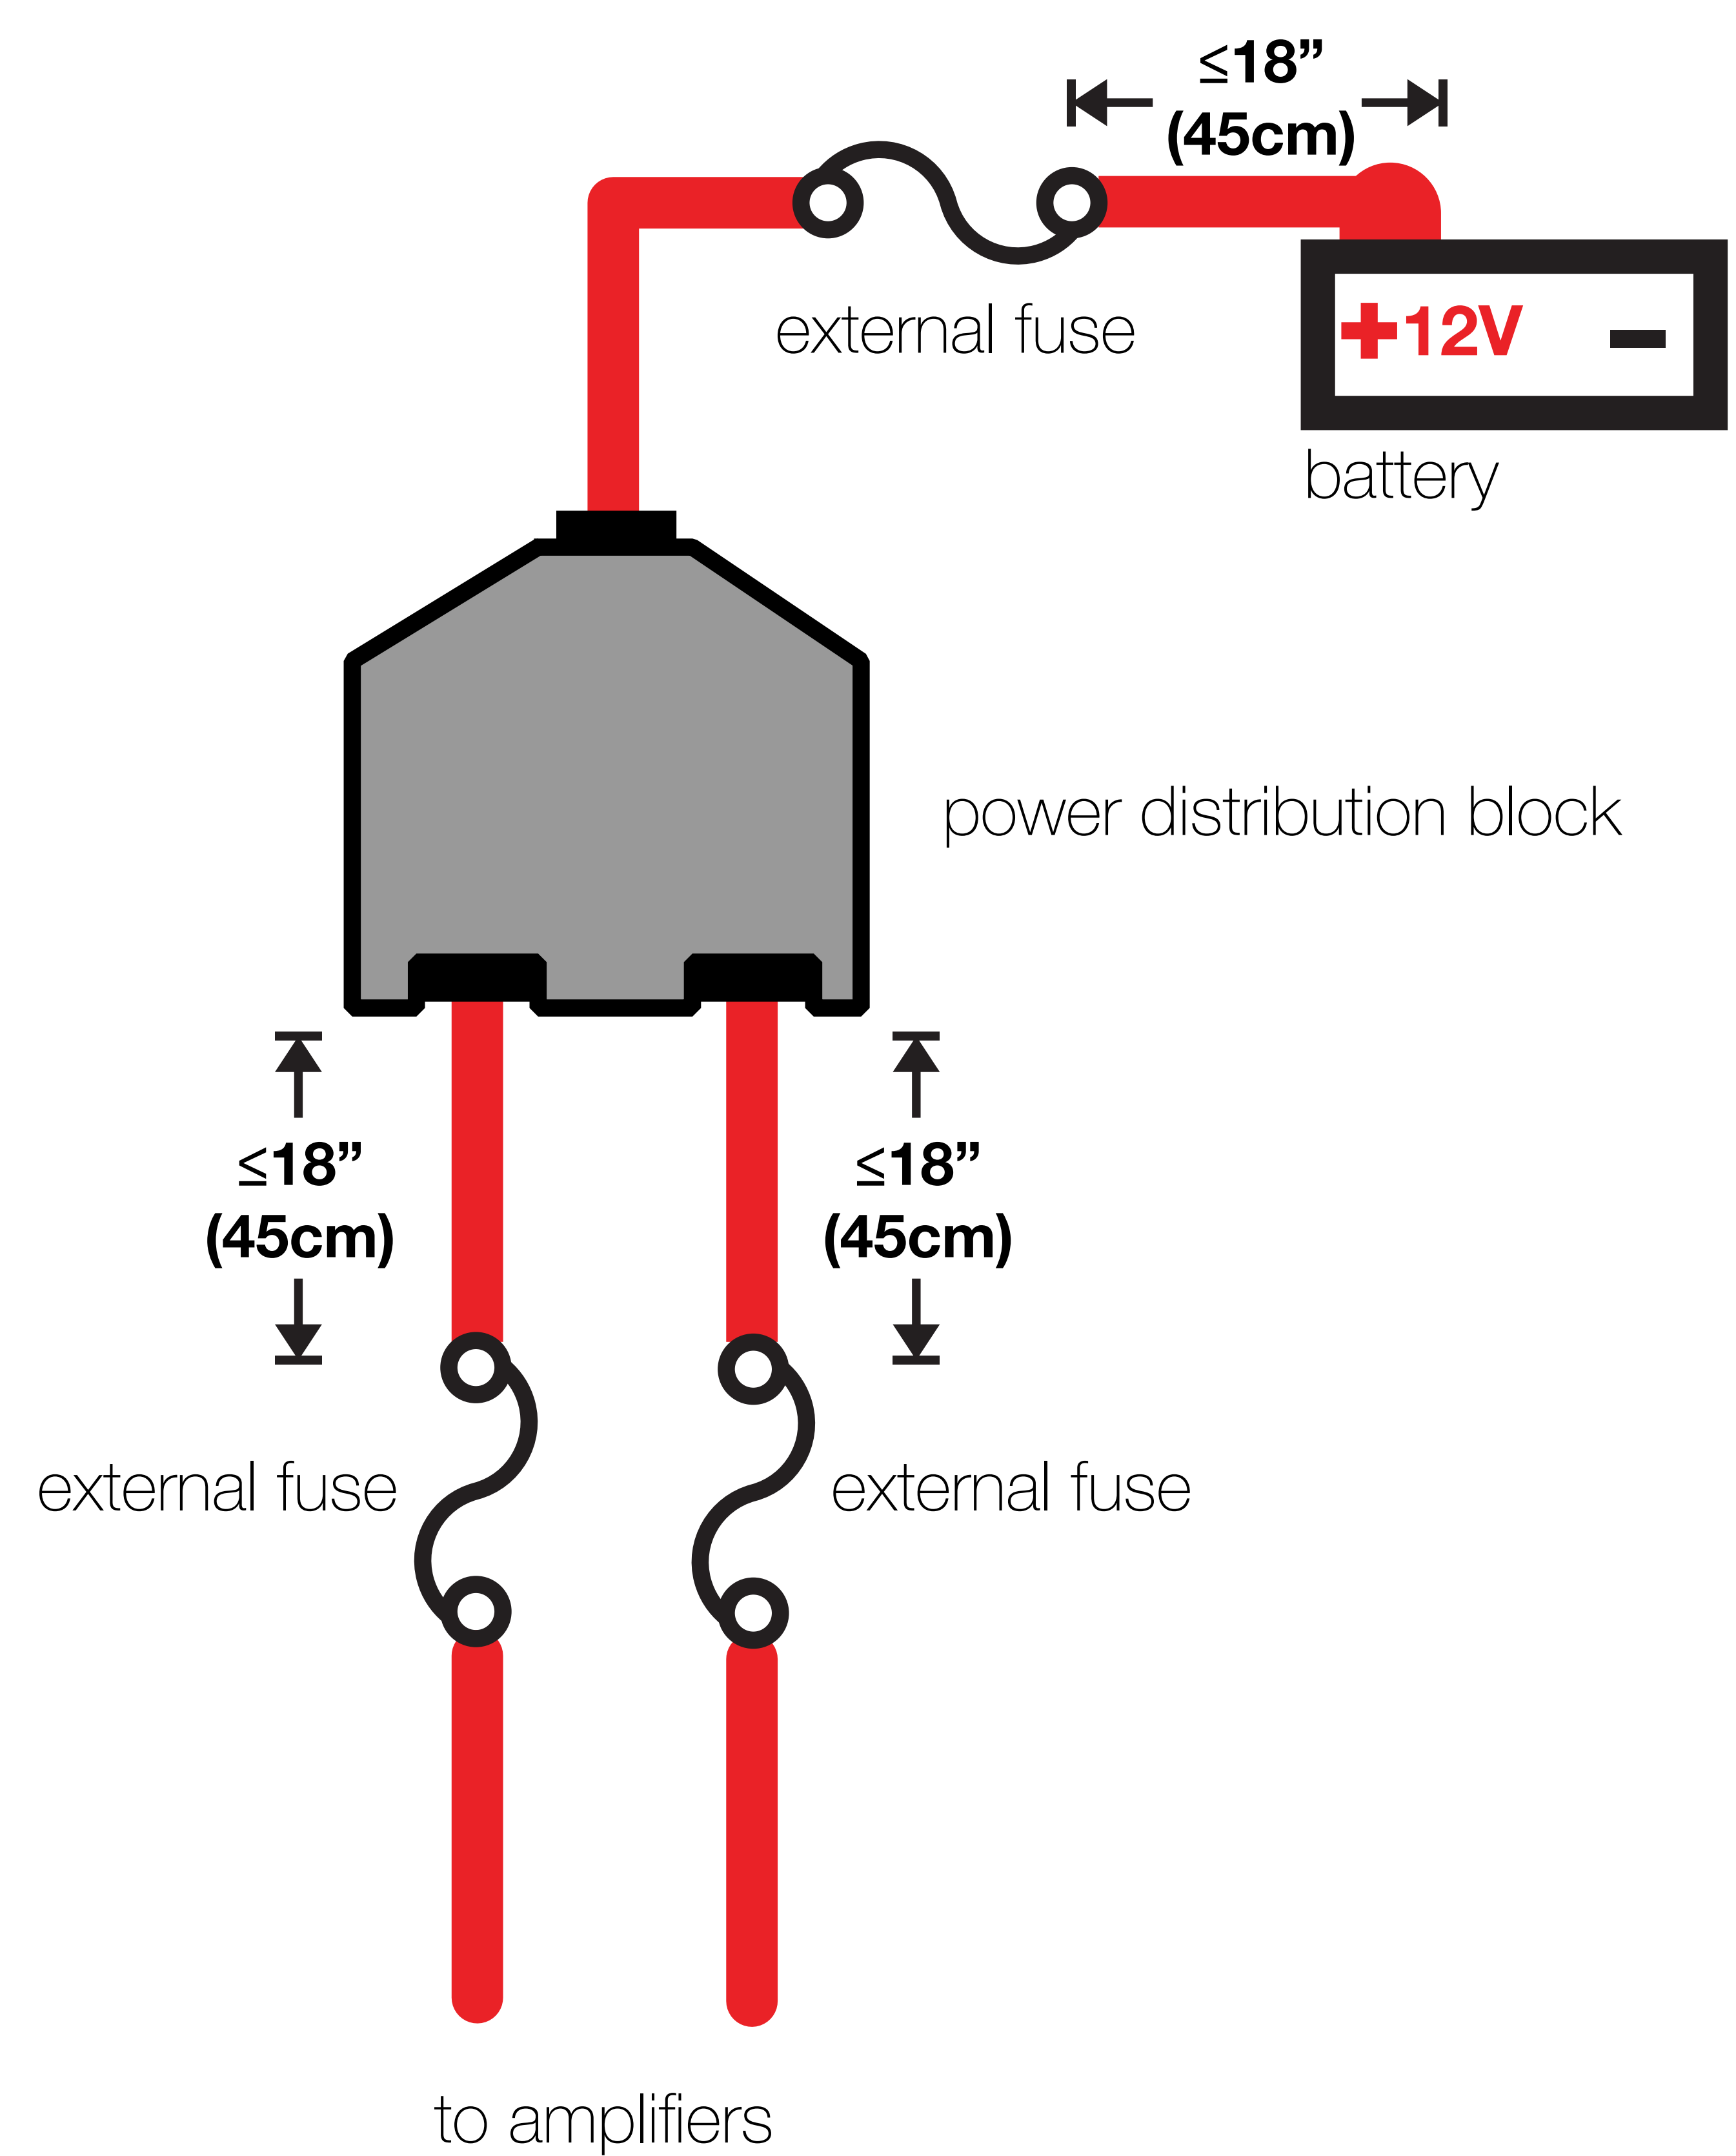 ≤18”
(45cm)
external fuse
+12V -
battery
power distribution block
≤18” ≤18”
(45cm) (45cm)
external fuse external fuse
to amplifiers